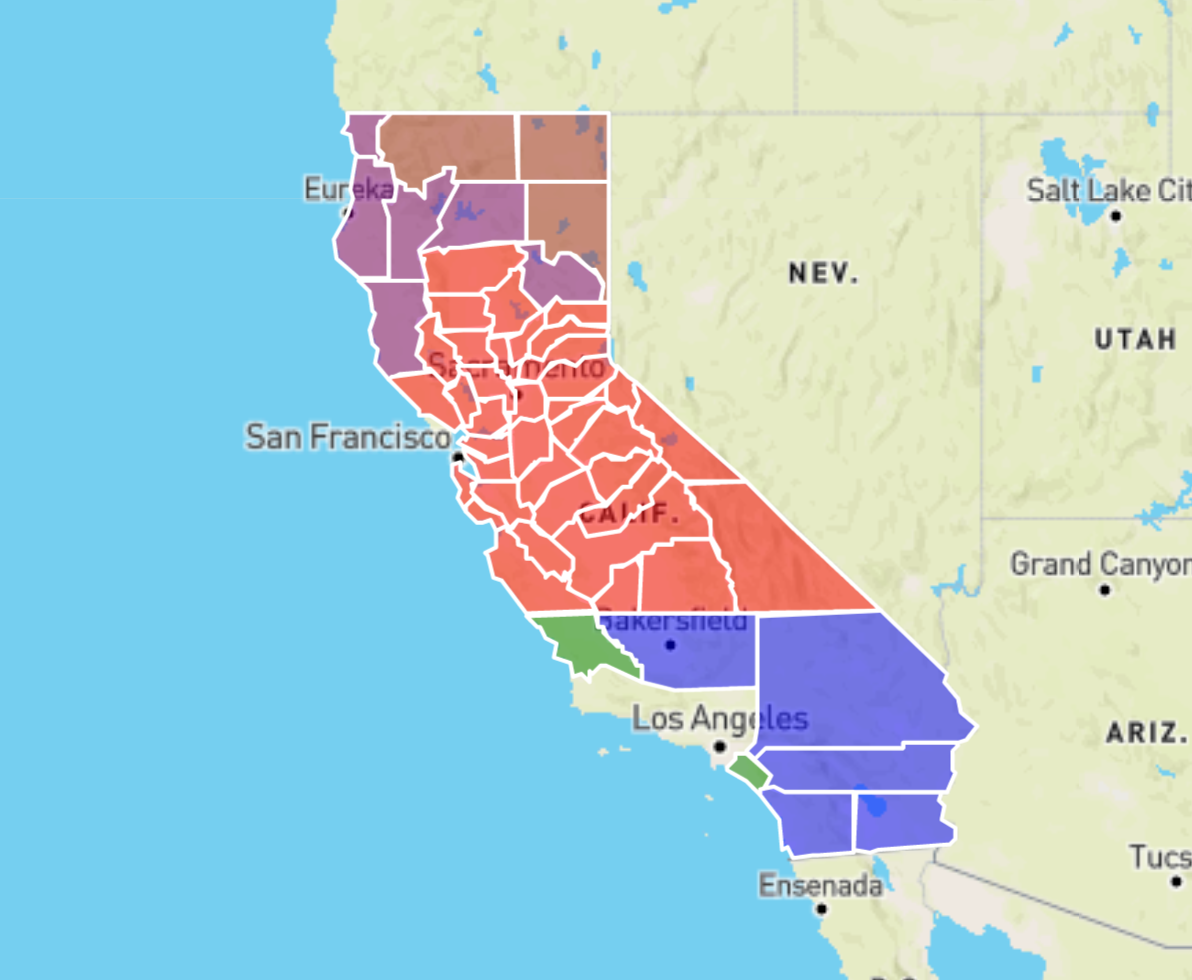 Eureka
Salt Lake Cit
NEV.
UTAH
Sacramento
San Francisco
CALIF.
Grand Canyon
Bakersfield
Los Angeles
ARIZ.
Tucs
Ensenada